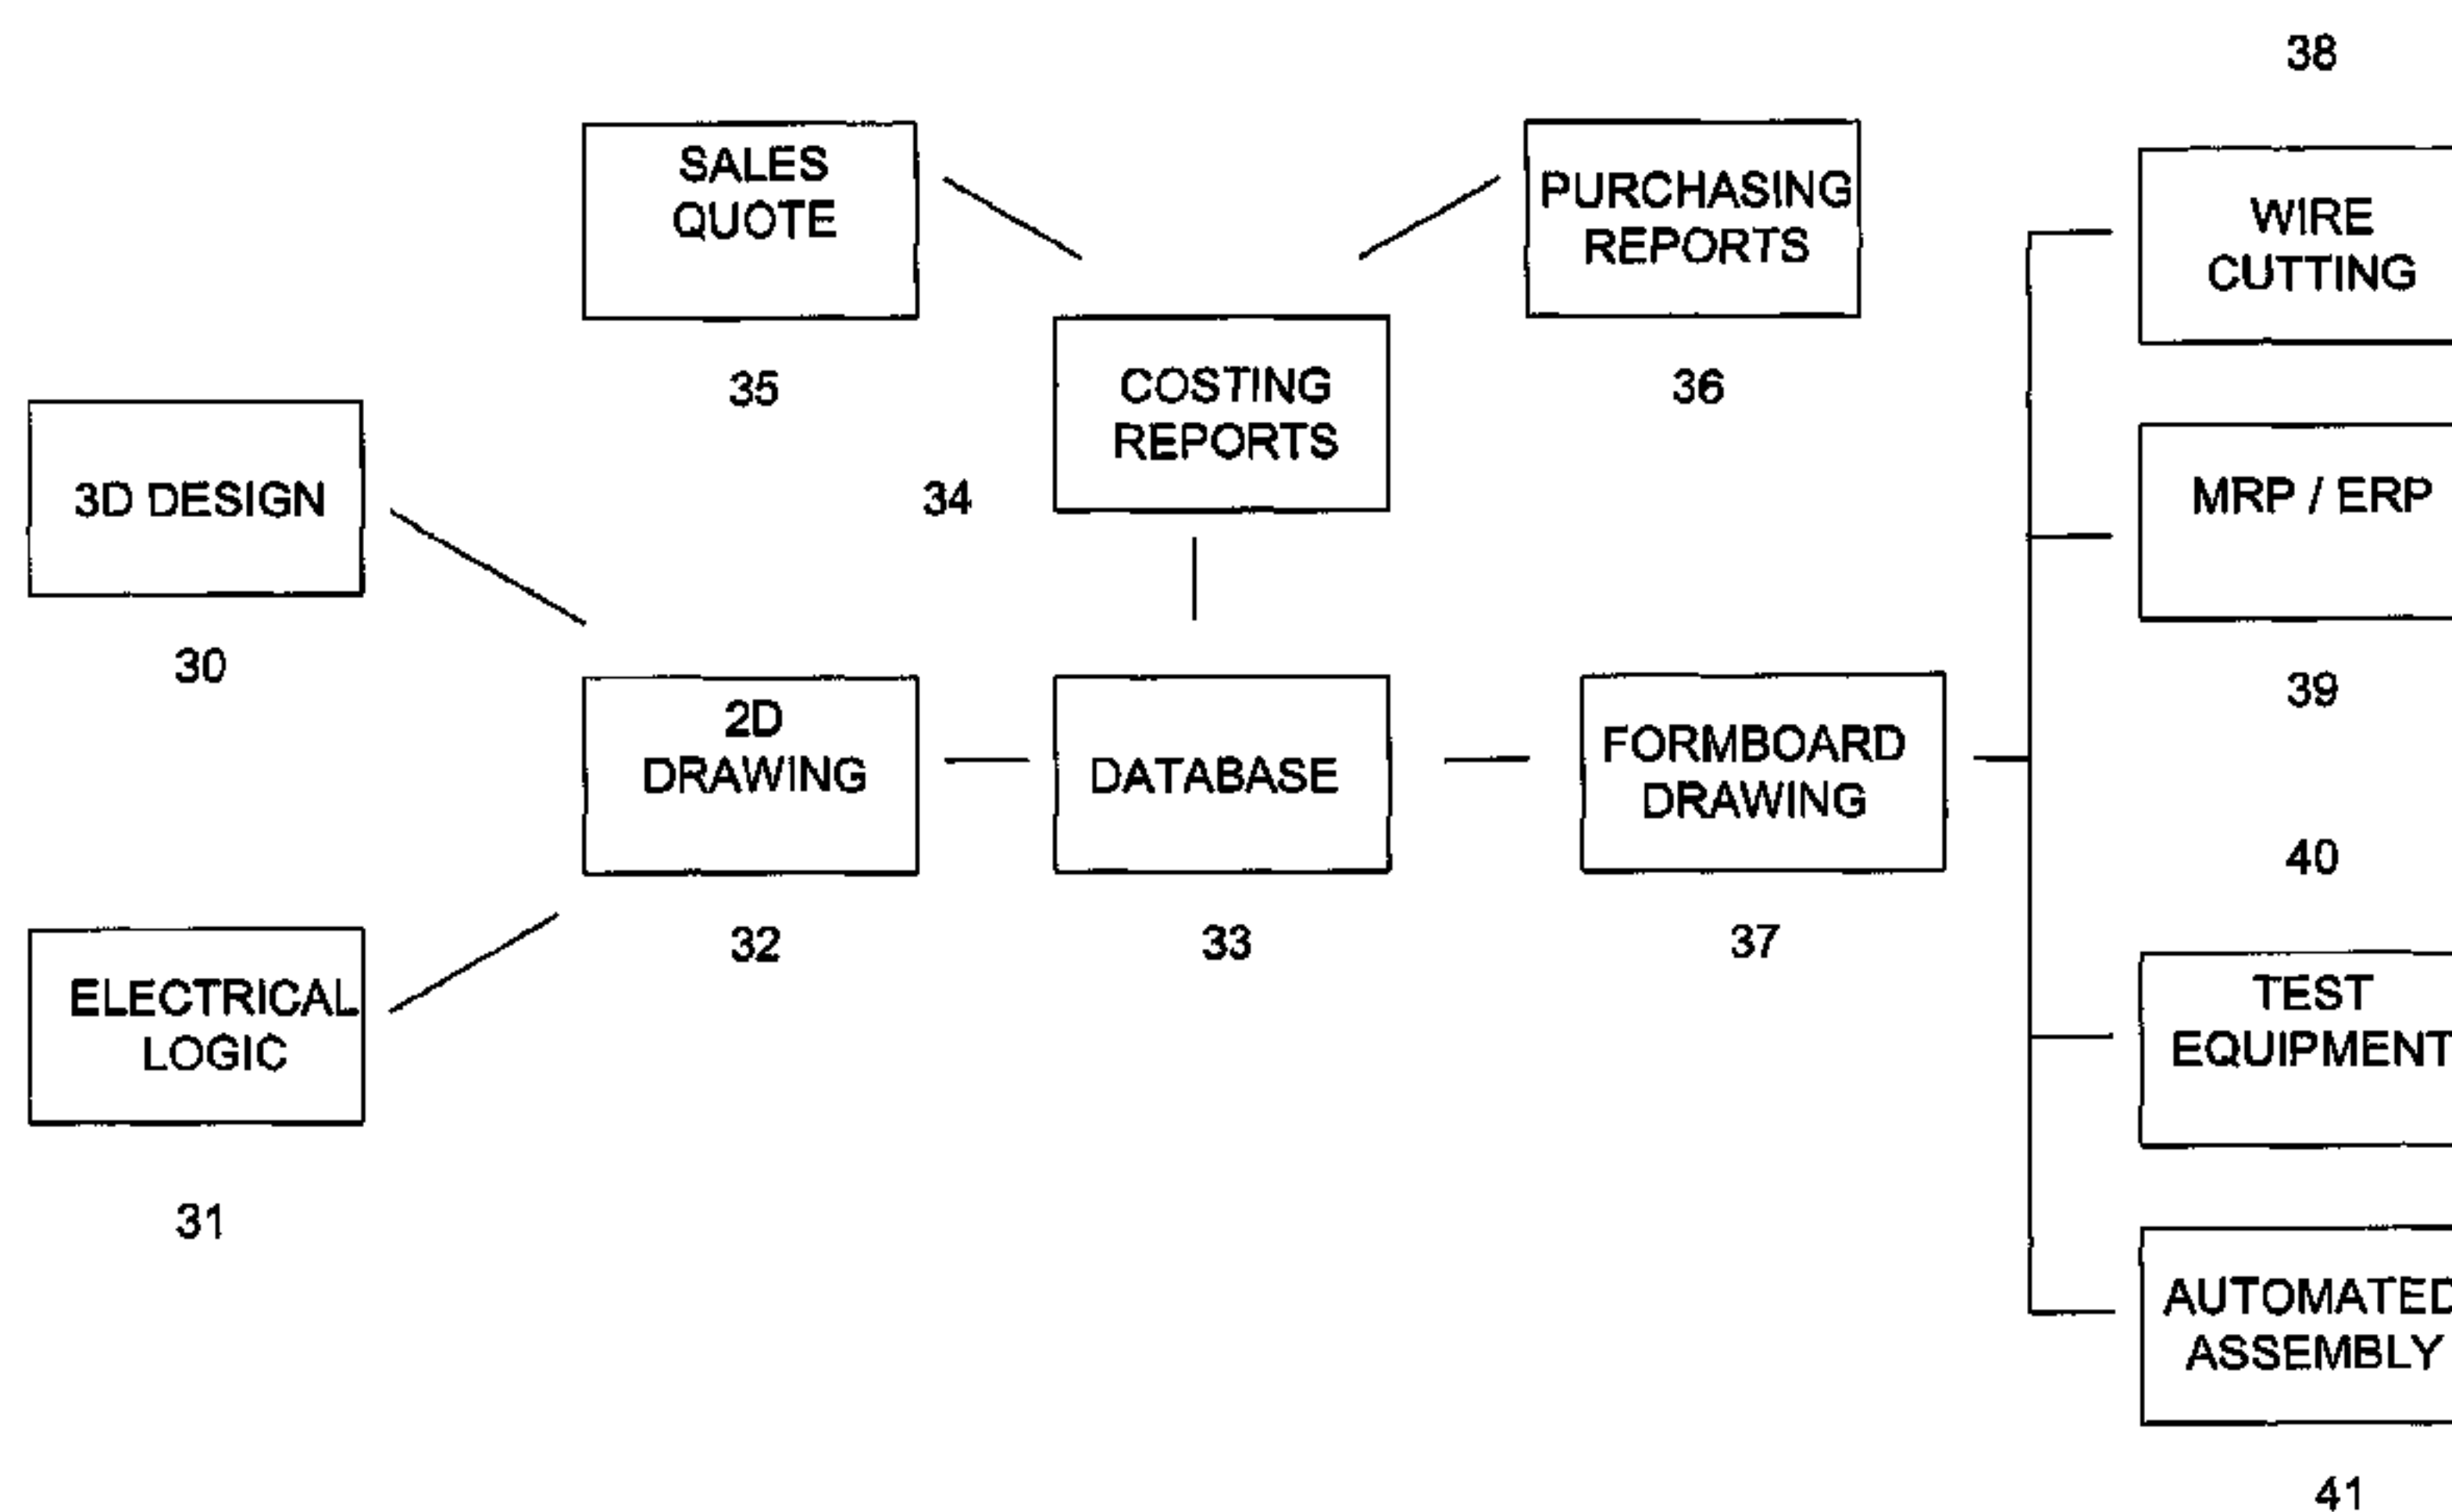 38
SALES
QUOTE
35
PURCHASING
REPORTS
36
WIRE
CUTTING
COSTING
REPORTS
34
3D DESIGN
30
MRP / ERP
39
2D
DRAWING
32
DATABASE
33
FORMBOARD
DRAWING
37
40
ELECTRICAL
LOGIC
31
TEST
EQUIPMENT
AUTOMATED
ASSEMBLY
41